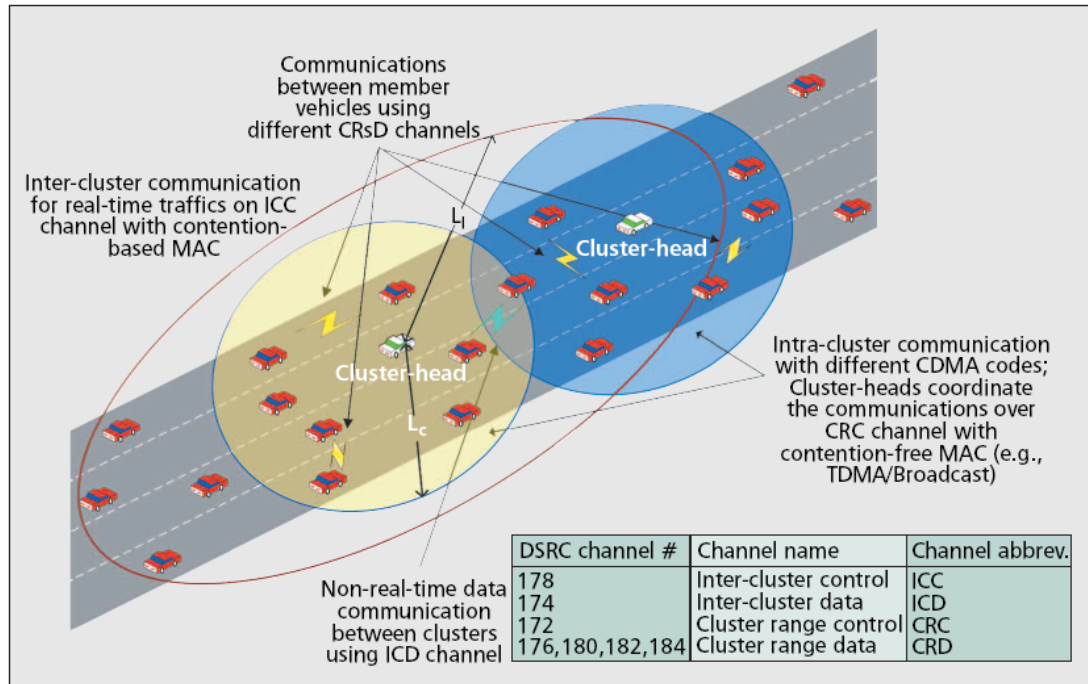 Communications
between member
vehicles using
different CRsD channels
Inter-cluster communication
for real-time traffics on ICC
channel with contention-
based MAC
Ll
Cluster-head
Cluster-head
Lc
Intra-cluster communication
with different CDMA codes;
Cluster-heads coordinate
the communications over
CRC channel with
contention-free MAC (e.g.,
TDMA/Broadcast)
Non-real-time data
communication
between clusters
using ICD channel
DSRC channel # Channel name Channel abbrev.
178 Inter-cluster control ICC
174 Inter-cluster data ICD
172 Cluster range control CRC
176,180,182,184 Cluster range data CRD